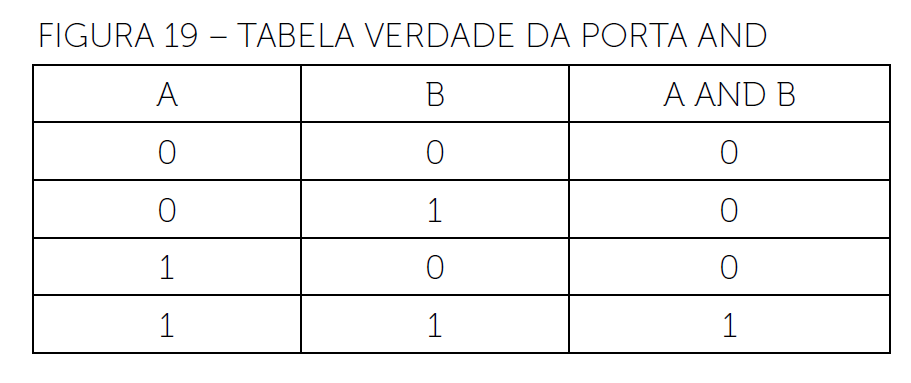 FIGURA 19 – TABELA VERDADE DA PORTA AND
A B A AND B
0 0 0
0 1 0
1 0 0
1 1 1